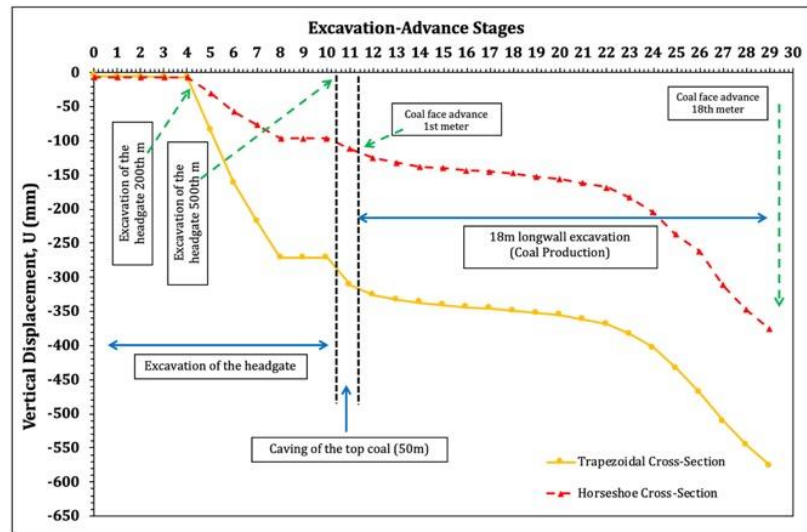 Excavation-Advance Stages
0 1 2 3 4 5 6 7 8 9 10 11 12 13 14 15 16 17 18 19 20 21 22 23 24 25 26 27 28 29 30
Vertical Displacement, U (mm)
0
-50
-100
-150
-200
-250
-300
-350
-400
-450
-500
-550
-600
-650
Excavation of the
headgate 200th m
Excavation of the
headgate 500th m
Coal face advance
1st meter
Coal face advance
18th meter
18m longwall excavation
(Coal Production)
Excavation of the headgate
Caving of the top coal (50m)
Trapezoidal Cross-Section
Horseshoe Cross-Section